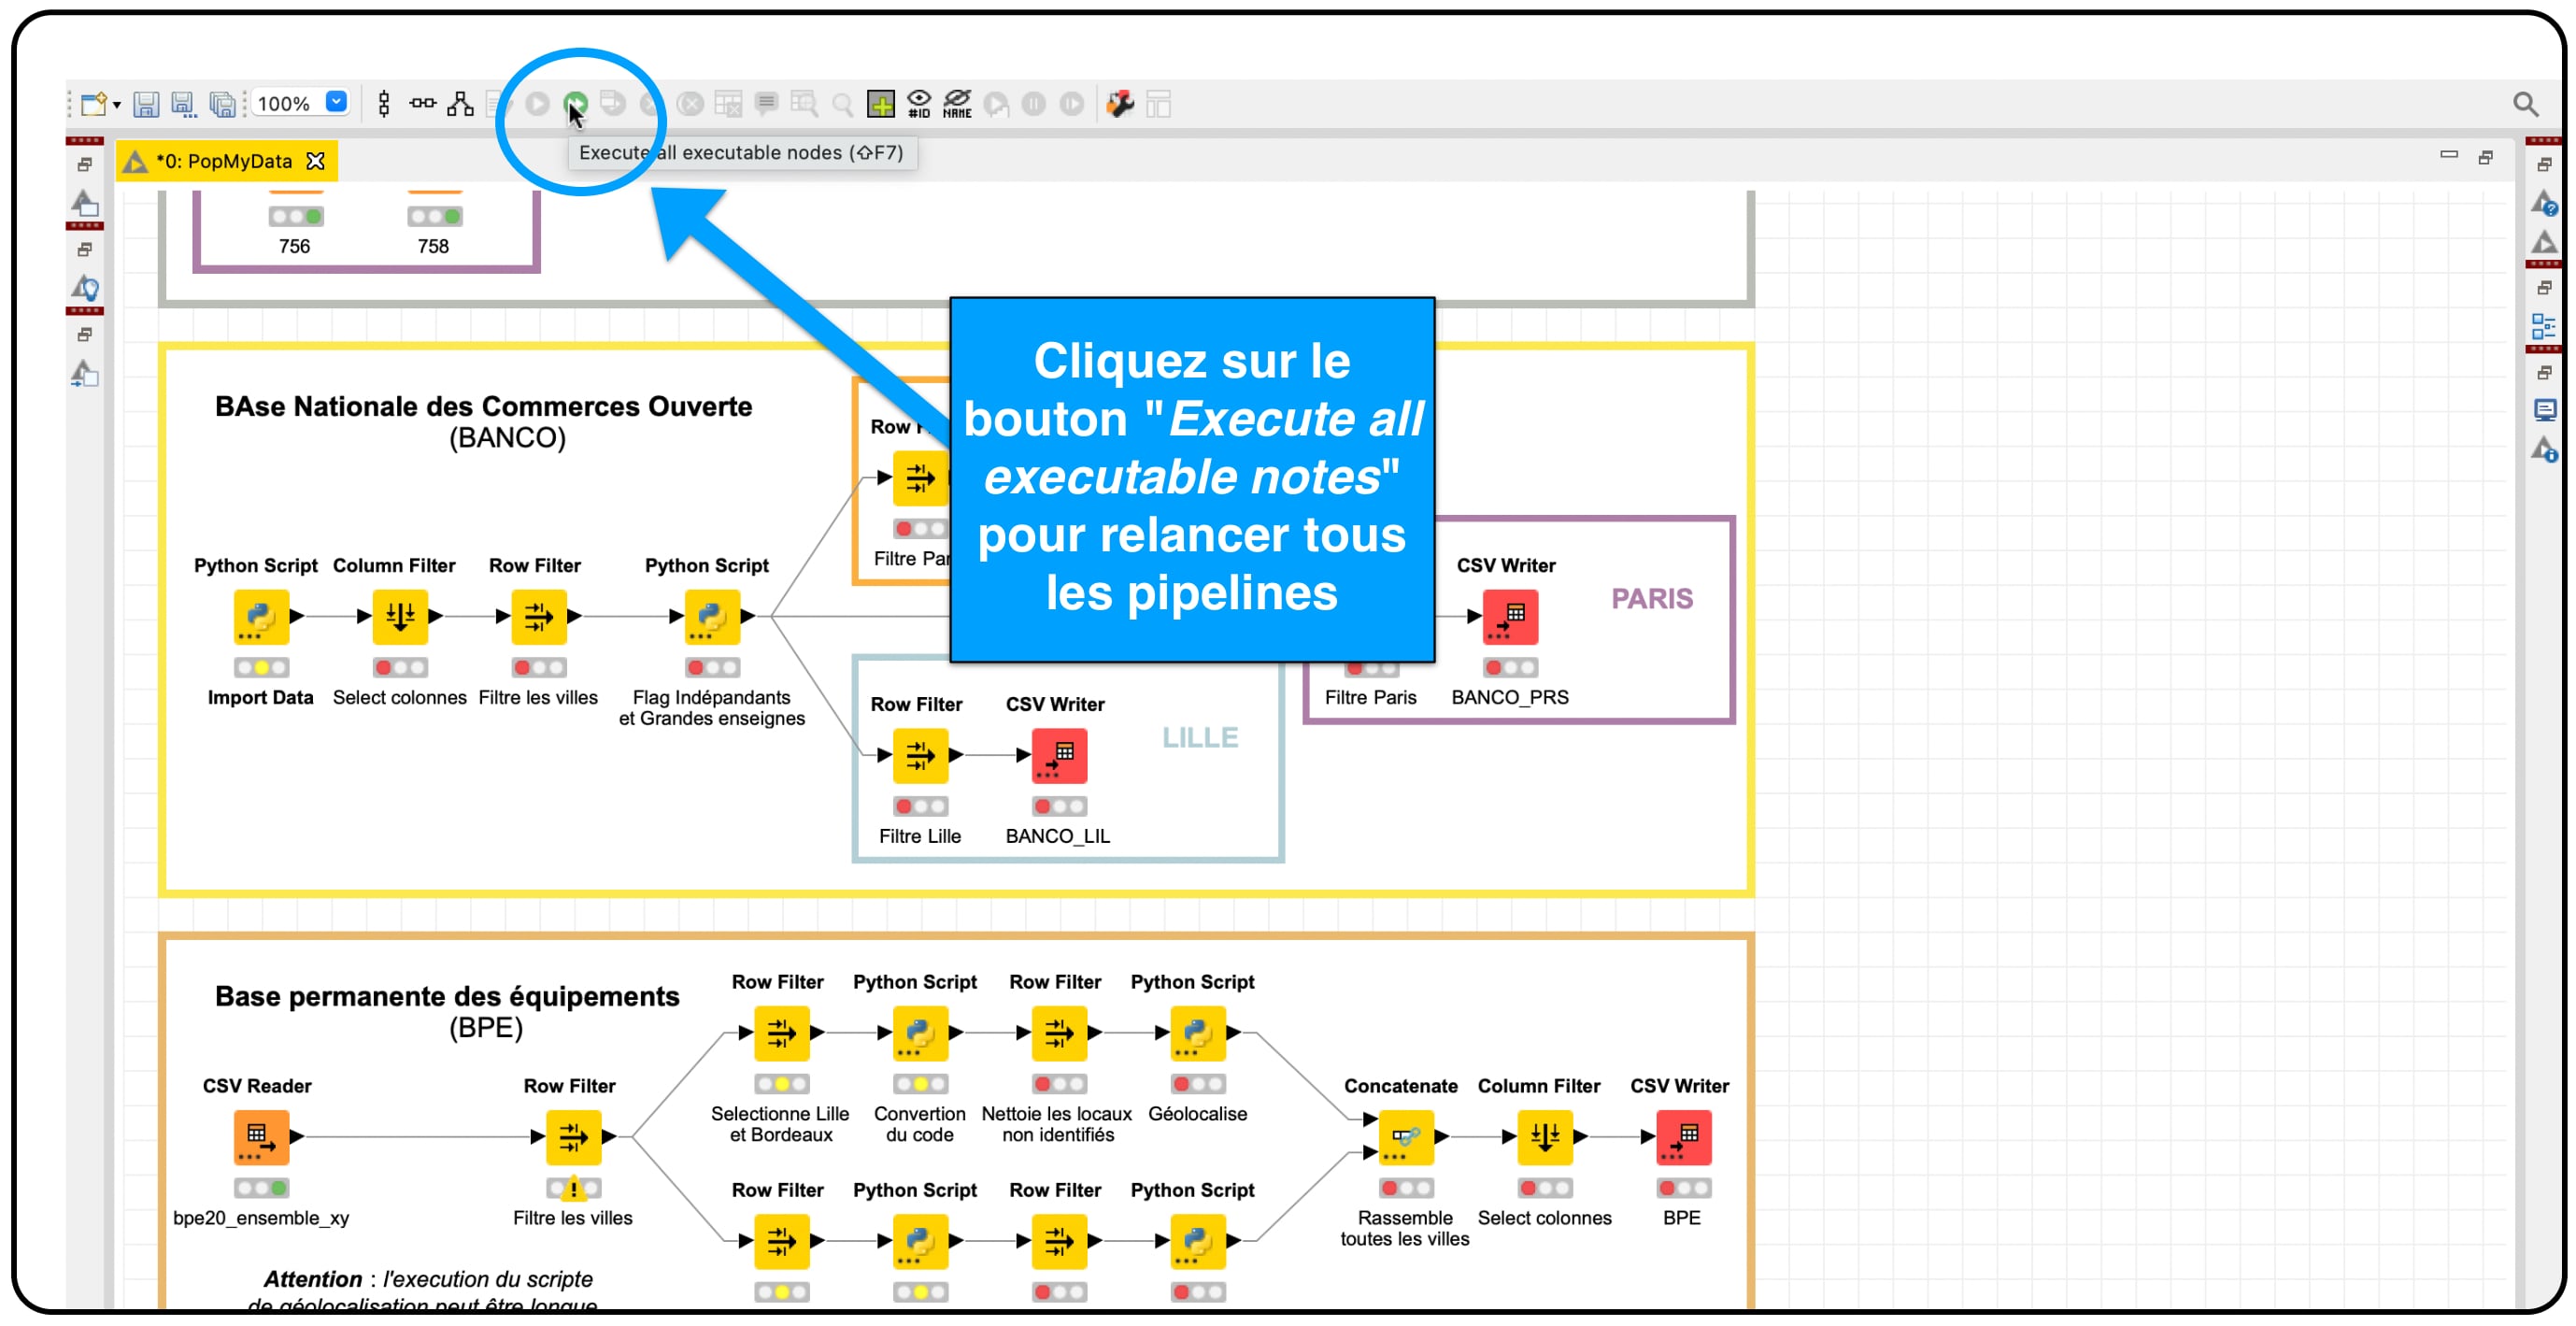 100%
#ID
NAME
Execute all executable nodes (⇧F7)
*0: PopMyData
756
758
Cliquez sur le
bouton "Execute all
executable notes"
pour relancer tous
les pipelines
BAse Nationale des Commerces Ouverte
(BANCO)
Row
Filtre Par
Python Script
Column Filter
Row Filter
Python Script
CSV Writer
PARIS
Import Data
Select colonnes
Filtre les villes
Flag Indépandants
et Grandes enseignes
Filtre Paris
BANCO_PRS
Row Filter
CSV Writer
LILLE
Filtre Lille
BANCO_LIL
Base permanente des équipements
(BPE)
Row Filter
Python Script
Row Filter
Python Script
Selectionne Lille
et Bordeaux
Convertion
du code
Nettoie les locaux
non identifiés
Géolocalise
CSV Reader
Row Filter
Concatenate
Column Filter
CSV Writer
bpe20_ensemble_xy
Filtre les villes
Rassemble
toutes les villes
Select colonnes
BPE
Row Filter
Python Script
Row Filter
Python Script
Attention : l'execution du scripte
de géolocalisation peut être longue